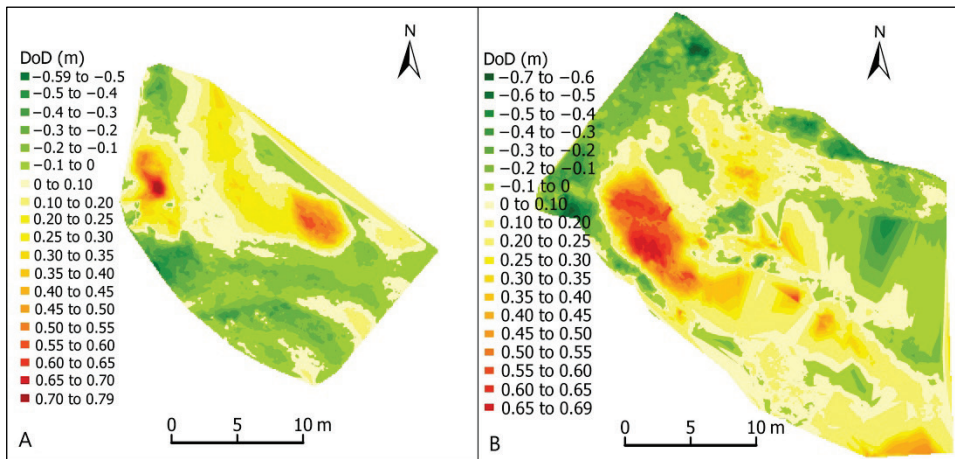 N
DoD (m)
−0.59 to −0.5
−0.5 to −0.4
−0.4 to −0.3
−0.3 to −0.2
−0.2 to −0.1
−0.1 to 0
0 to 0.10
0.10 to 0.20
0.20 to 0.25
0.25 to 0.30
0.30 to 0.35
0.35 to 0.40
0.40 to 0.45
0.45 to 0.50
0.50 to 0.55
0.55 to 0.60
0.60 to 0.65
0.65 to 0.70
0.70 to 0.79
0 5 10 m
A
N
DoD (m)
−0.7 to −0.6
−0.6 to −0.5
−0.5 to −0.4
−0.4 to −0.3
−0.3 to −0.2
−0.2 to −0.1
−0.1 to 0
0 to 0.10
0.10 to 0.20
0.20 to 0.25
0.25 to 0.30
0.30 to 0.35
0.35 to 0.40
0.40 to 0.45
0.45 to 0.50
0.50 to 0.55
0.55 to 0.60
0.60 to 0.65
0.65 to 0.69
0 5 10 m
B